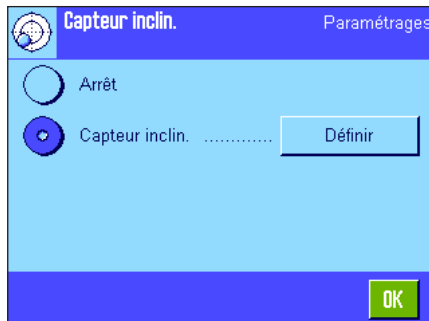 Capteur inclin. Paramétrages
Arrêt
Capteur inclin. ............. Définir
OK